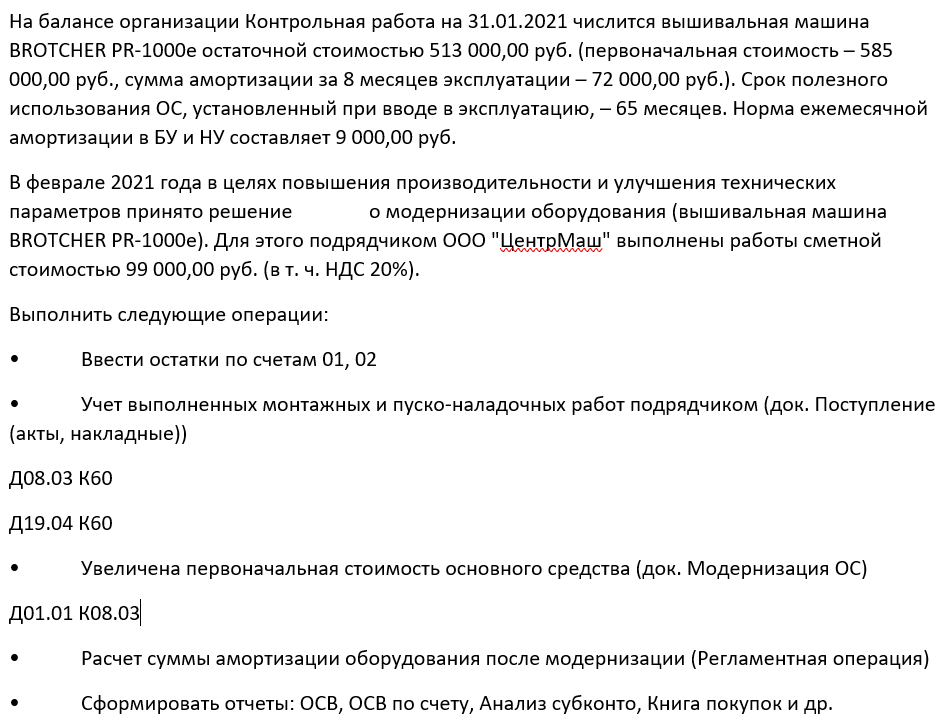 На балансе организации Контрольная работа на 31.01.2021 числится вышивальная машина
BROTCHER PR-1000e остаточной стоимостью 513 000,00 руб. (первоначальная стоимость – 585
000,00 руб., сумма амортизации за 8 месяцев эксплуатации – 72 000,00 руб.). Срок полезного
использования ОС, установленный при вводе в эксплуатацию, – 65 месяцев. Норма ежемесячной
амортизации в БУ и НУ составляет 9 000,00 руб.
В феврале 2021 года в целях повышения производительности и улучшения технических
параметров принято решение о модернизации оборудования (вышивальная машина
BROTCHER PR-1000e). Для этого подрядчиком ООО "ЦентрМаш" выполнены работы сметной
стоимостью 99 000,00 руб. (в т. ч. НДС 20%).
Выполнить следующие операции:
• Ввести остатки по счетам 01, 02
• Учет выполненных монтажных и пуско-наладочных работ подрядчиком (док. Поступление
(акты, накладные))
Д08.03 К60
Д19.04 К60
• Увеличена первоначальная стоимость основного средства (док. Модернизация ОС)
Д01.01 К08.03
• Расчет суммы амортизации оборудования после модернизации (Регламентная операция)
• Сформировать отчеты: ОСВ, ОСВ по счету, Анализ субконто, Книга покупок и др.